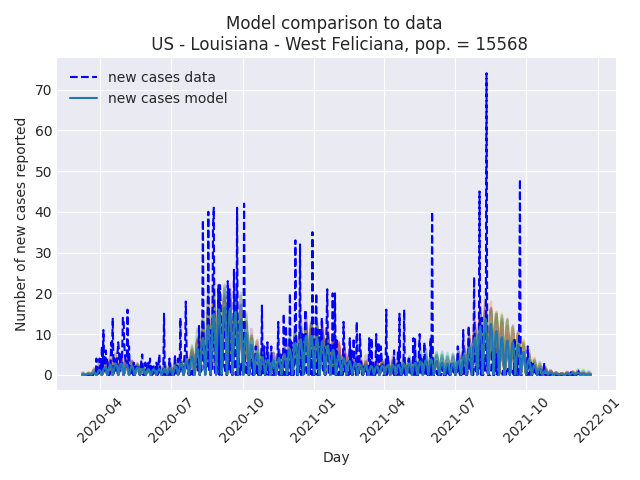 Model comparison to data
US - Louisiana - West Feliciana, pop. = 15568
new cases data
new cases model
Number of new cases reported
70
60
50
40
30
20
10
0
2020-04
2020-07
2020-10
2021-01
2021-04
2021-07
2021-10
2022-01
Day